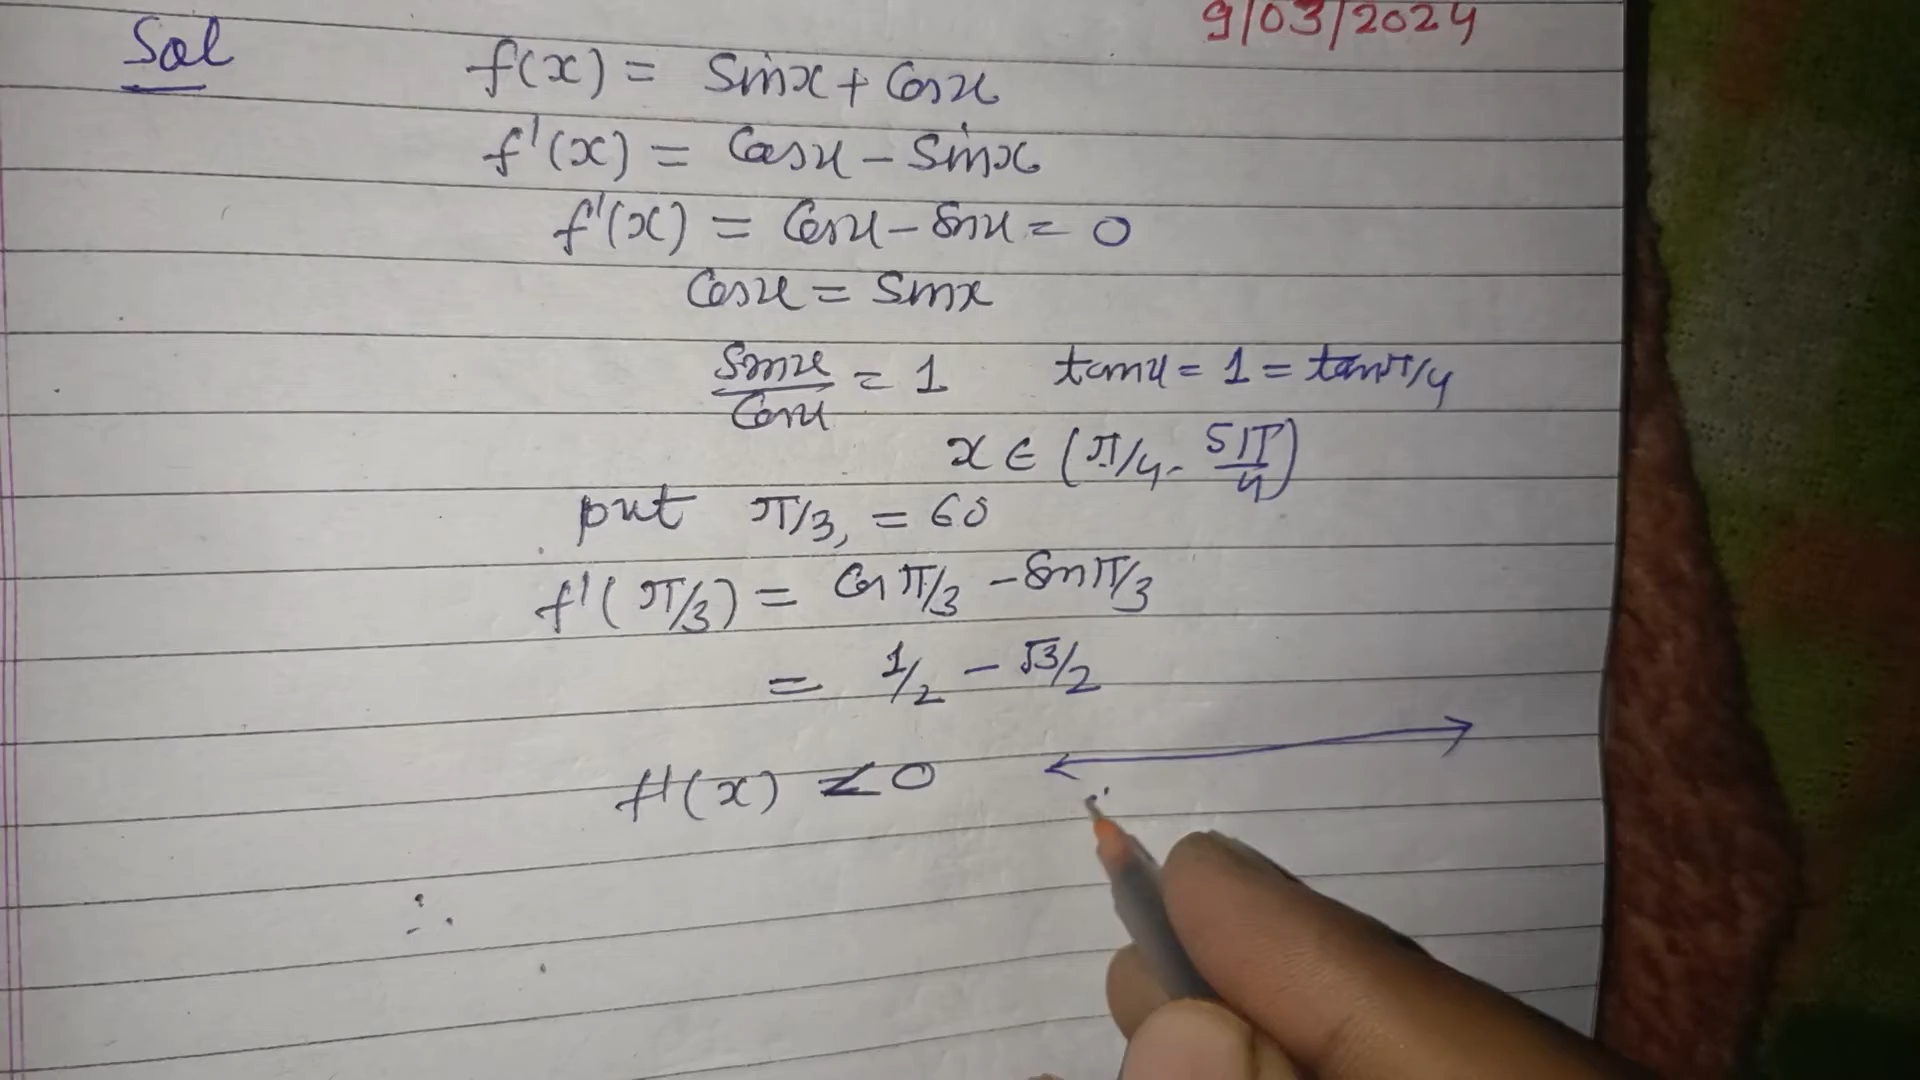 9/03/2024
Sol f(x) = Sinx + Cosx
f'(x) = Cosx - Sinx
f'(x) = Cosx - Sinx = 0
Cosx = Sinx
Sinx/Cosx = 1 tanx = 1 = tanπ/4
x ∈ (π/4, 5π/4)
put π/3, = 60
f'(π/3) = Cosπ/3 - Sinπ/3
= 1/2 - √3/2
f'(x) < 0
∴